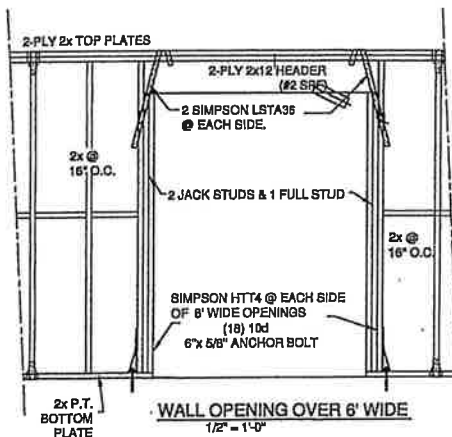 2-PLY 2x TOP PLATES
2-PLY 2x12 HEADER
(#2 SPF)
2 SIMPSON LSTA36
@ EACH SIDE.
2x @
16" O.C.
2 JACK STUDS & 1 FULL STUD
2x @
16" O.C.
SIMPSON HTT4 @ EACH SIDE
OF 6' WIDE OPENINGS
(18) 10d
6"x 5/8" ANCHOR BOLT
2x P.T.
BOTTOM
PLATE
WALL OPENING OVER 6' WIDE
1/2" = 1'-0"